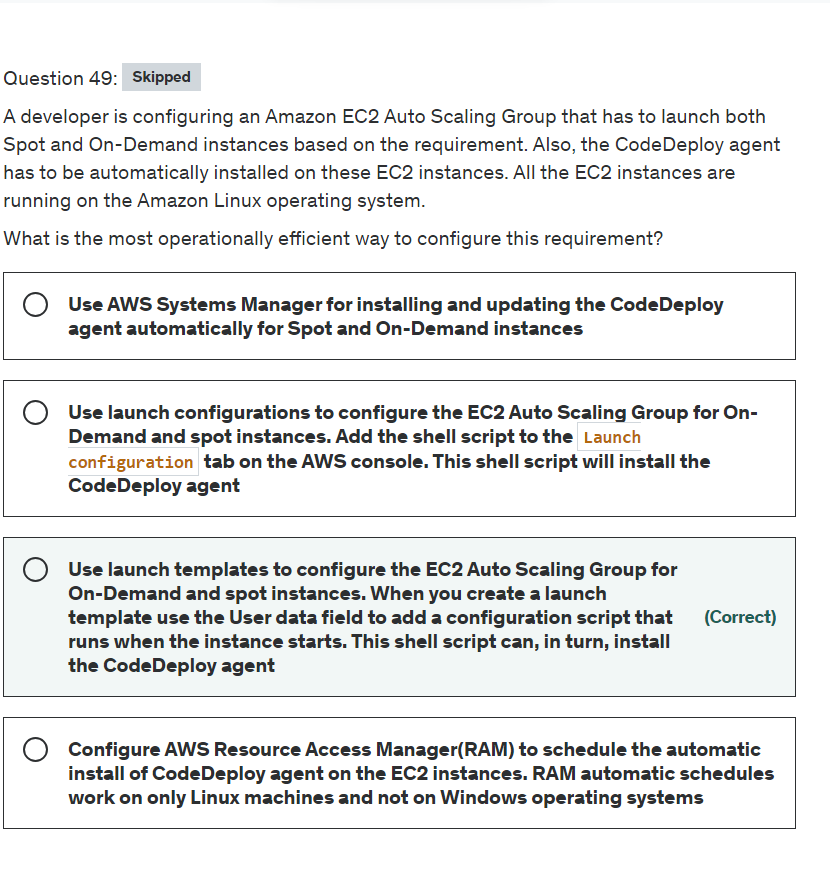 Question 49: Skipped
A developer is configuring an Amazon EC2 Auto Scaling Group that has to launch both
Spot and On-Demand instances based on the requirement. Also, the CodeDeploy agent
has to be automatically installed on these EC2 instances. All the EC2 instances are
running on the Amazon Linux operating system.
What is the most operationally efficient way to configure this requirement?
Use AWS Systems Manager for installing and updating the CodeDeploy
agent automatically for Spot and On-Demand instances
Use launch configurations to configure the EC2 Auto Scaling Group for On-
Demand and spot instances. Add the shell script to the Launch
configuration tab on the AWS console. This shell script will install the
CodeDeploy agent
Use launch templates to configure the EC2 Auto Scaling Group for
On-Demand and spot instances. When you create a launch
template use the User data field to add a configuration script that
runs when the instance starts. This shell script can, in turn, install
the CodeDeploy agent
(Correct)
Configure AWS Resource Access Manager(RAM) to schedule the automatic
install of CodeDeploy agent on the EC2 instances. RAM automatic schedules
work on only Linux machines and not on Windows operating systems